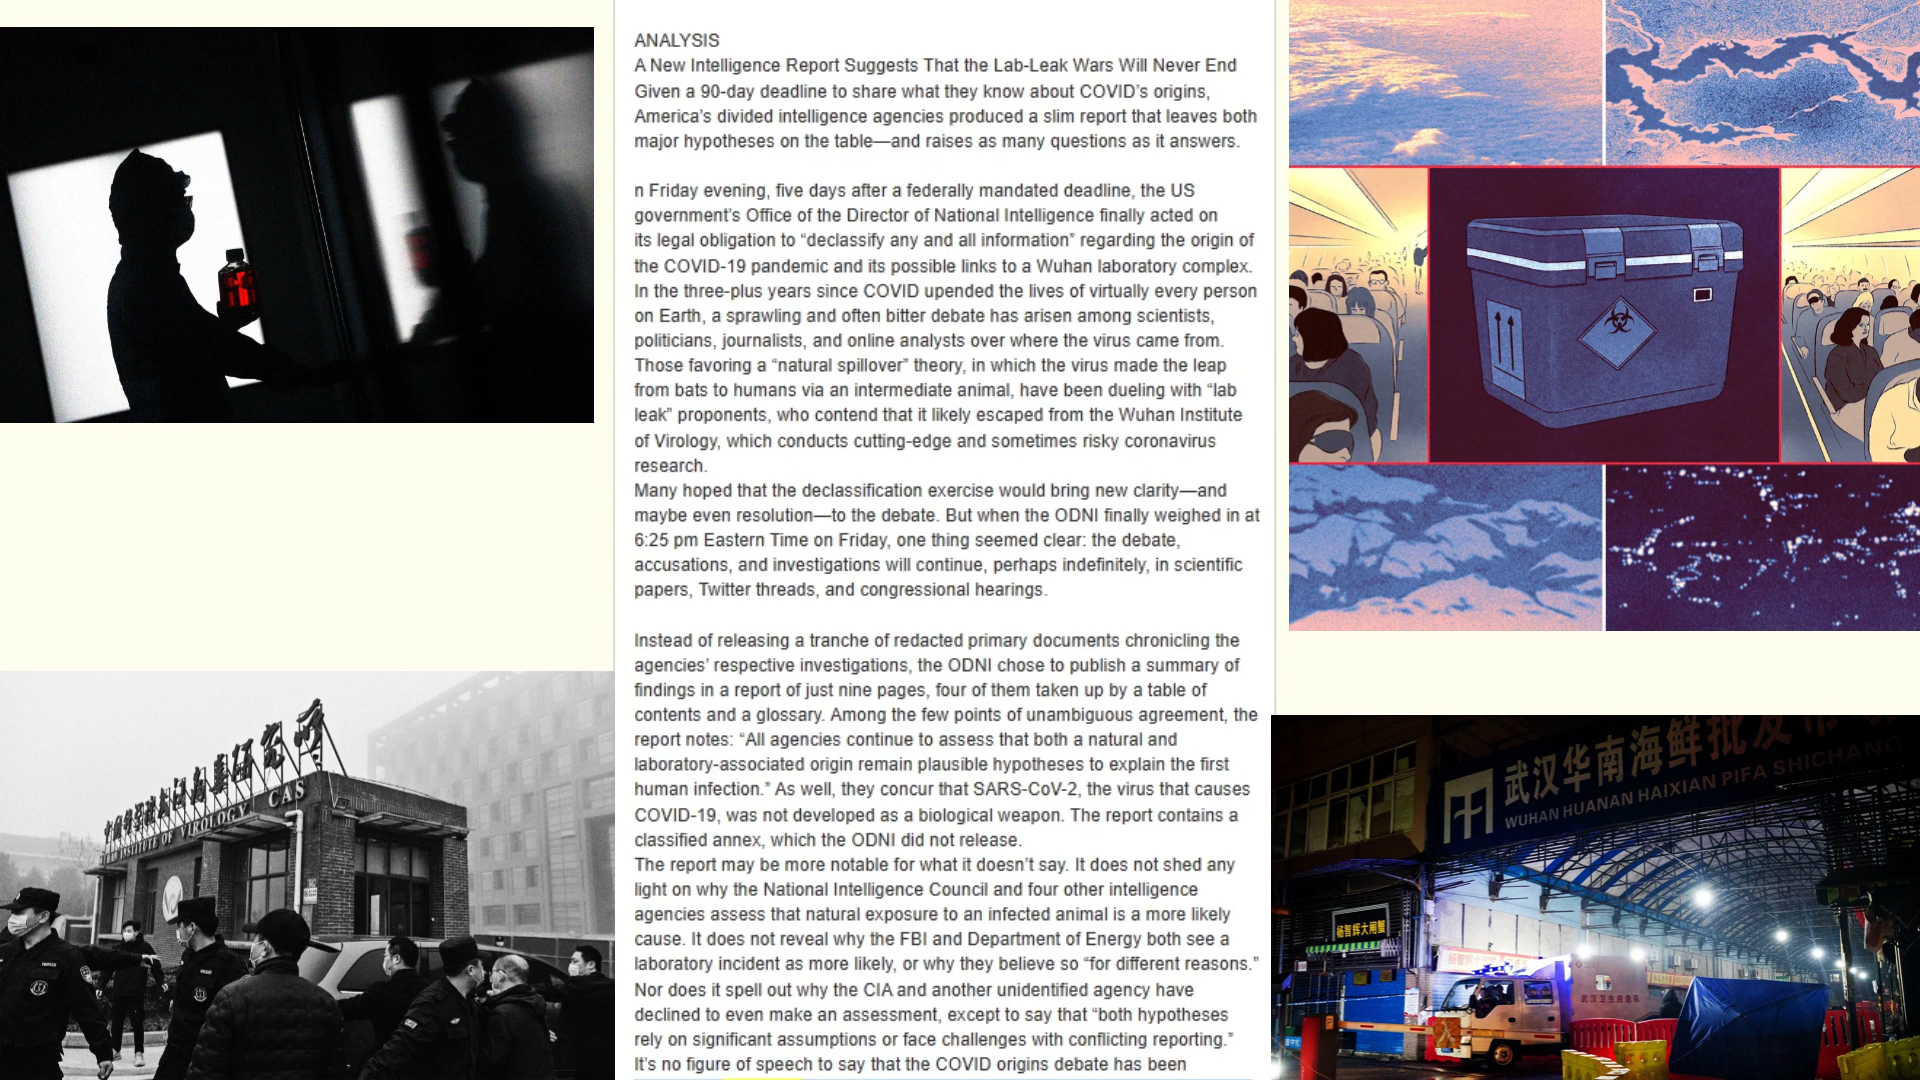 ANALYSIS
A New Intelligence Report Suggests That the Lab-Leak Wars Will Never End
Given a 90-day deadline to share what they know about COVID’s origins,
America’s divided intelligence agencies produced a slim report that leaves both
major hypotheses on the table—and raises as many questions as it answers.
n Friday evening, five days after a federally mandated deadline, the US
government’s Office of the Director of National Intelligence finally acted on
its legal obligation to “declassify any and all information” regarding the origin of
the COVID-19 pandemic and its possible links to a Wuhan laboratory complex.
In the three-plus years since COVID upended the lives of virtually every person
on Earth, a sprawling and often bitter debate has arisen among scientists,
politicians, journalists, and online analysts over where the virus came from.
Those favoring a “natural spillover” theory, in which the virus made the leap
from bats to humans via an intermediate animal, have been dueling with “lab
leak” proponents, who contend that it likely escaped from the Wuhan Institute
of Virology, which conducts cutting-edge and sometimes risky coronavirus
research.
Many hoped that the declassification exercise would bring new clarity—and
maybe even resolution—to the debate. But when the ODNI finally weighed in at
6:25 pm Eastern Time on Friday, one thing seemed clear: the debate,
accusations, and investigations will continue, perhaps indefinitely, in scientific
papers, Twitter threads, and congressional hearings.
Instead of releasing a tranche of redacted primary documents chronicling the
agencies’ respective investigations, the ODNI chose to publish a summary of
findings in a report of just nine pages, four of them taken up by a table of
contents and a glossary. Among the few points of unambiguous agreement, the
report notes: “All agencies continue to assess that both a natural and
laboratory-associated origin remain plausible hypotheses to explain the first
human infection.” As well, they concur that SARS-CoV-2, the virus that causes
COVID-19, was not developed as a biological weapon. The report contains a
classified annex, which the ODNI did not release.
The report may be more notable for what it doesn’t say. It does not shed any
light on why the National Intelligence Council and four other intelligence
agencies assess that natural exposure to an infected animal is a more likely
cause. It does not reveal why the FBI and Department of Energy both see a
laboratory incident as more likely, or why they believe so “for different reasons.”
Nor does it spell out why the CIA and another unidentified agency have
declined to even make an assessment, except to say that “both hypotheses
rely on significant assumptions or face challenges with conflicting reporting.”
It’s no figure of speech to say that the COVID origins debate has been
INSTITUTE OF VIROLOGY, CAS
武汉华南海鲜批发市
WUHAN HUANAN HAIXIAN PIFA SHICHANG
杨智辉大闸蟹